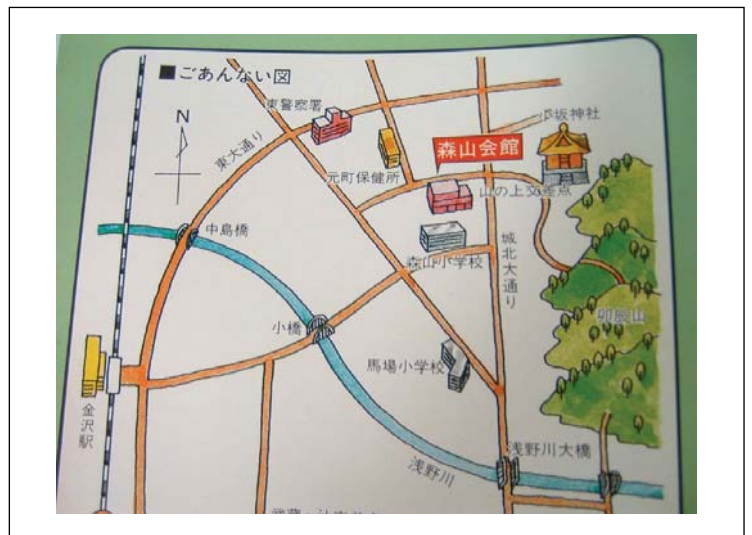 ■ごあんない図
東警察署
N
東大通り
坂神社
森山会館
元町保健所
山の上交差点
中島橋
城北大通り
森山小学校
小橋
卯辰山
馬場小学校
金沢駅
浅野川大橋
浅野川